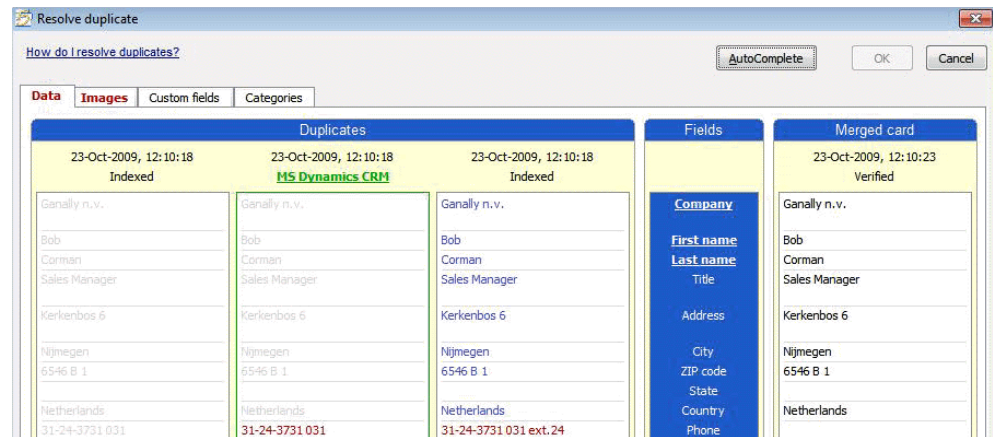 Resolve duplicate
How do I resolve duplicates?
AutoComplete OK Cancel
Data Images Custom fields Categories
Duplicates Fields Merged card
23-Oct-2009, 12:10:18 23-Oct-2009, 12:10:18 23-Oct-2009, 12:10:18 23-Oct-2009, 12:10:23
Indexed MS Dynamics CRM Indexed Verified
Ganally n.v. Ganally n.v. Ganally n.v. Company Ganally n.v.
Bob Bob Bob First name Bob
Corman Corman Corman Last name Corman
Sales Manager Sales Manager Sales Manager Title Sales Manager
Kerkenbos 6 Kerkenbos 6 Kerkenbos 6 Address Kerkenbos 6
Nijmegen Nijmegen Nijmegen City Nijmegen
6546 B 1 6546 B 1 6546 B 1 ZIP code 6546 B 1
State
Netherlands Netherlands Netherlands Country Netherlands
31-24-3731 031 31-24-3731 031 31-24-3731 031 ext.24 Phone